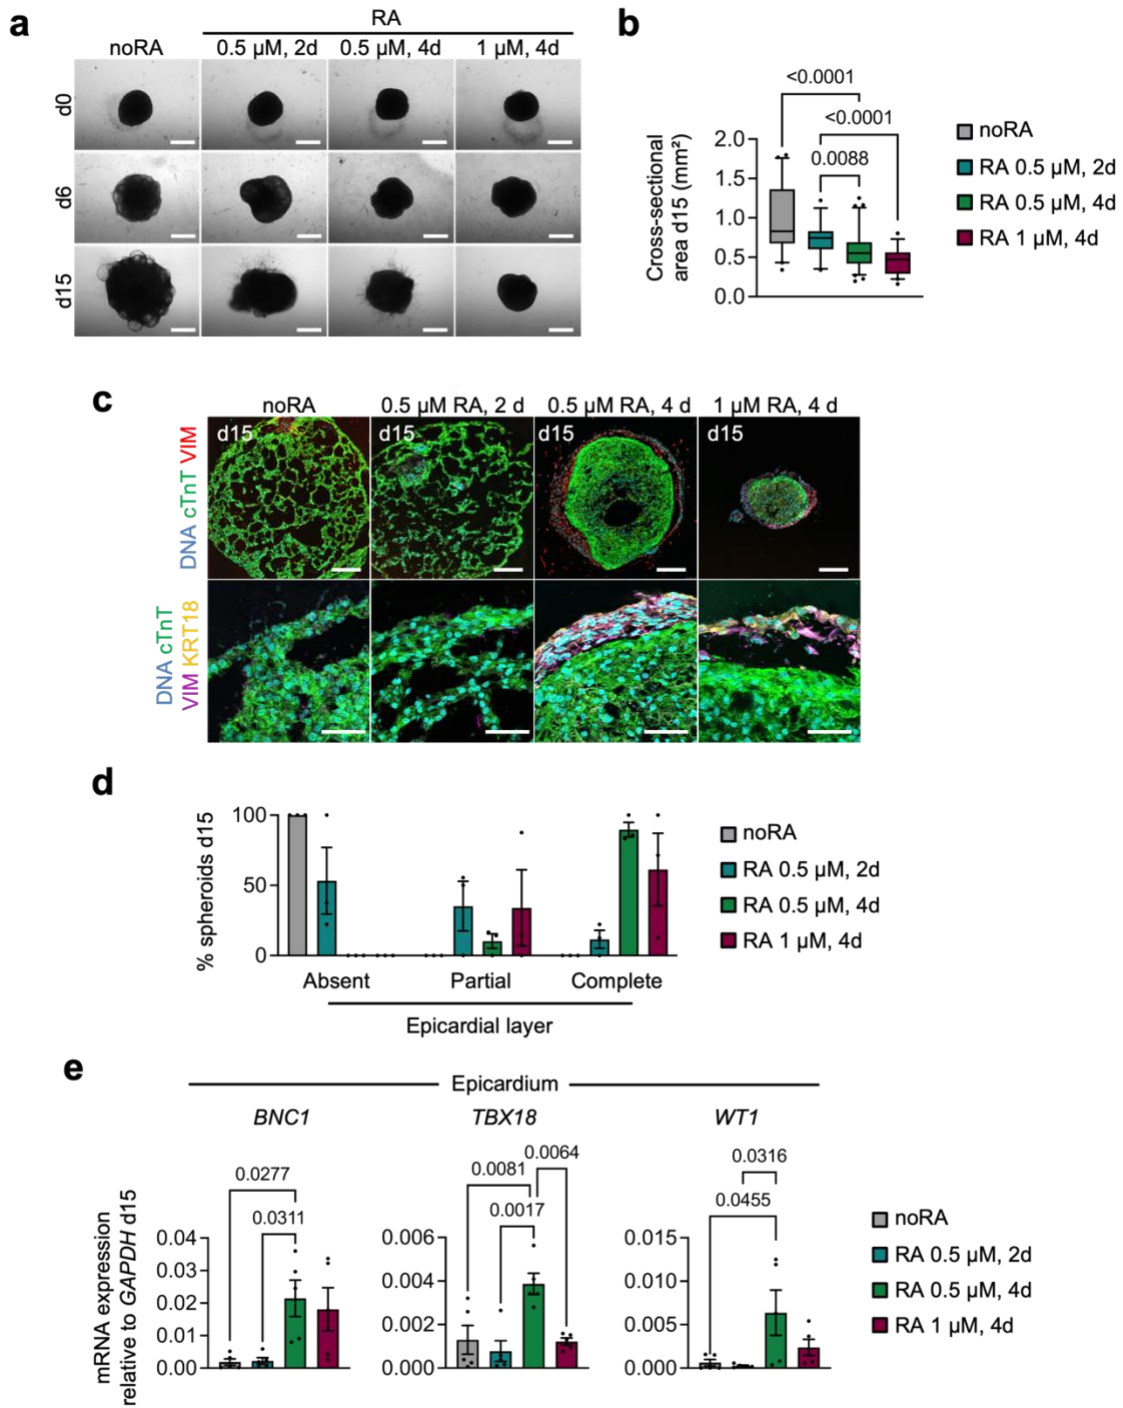 a
RA
noRA
0.5 µM, 2d
0.5 µM, 4d
1 µM, 4d
d0
d6
d15
b
<0.0001
<0.0001
0.0088
Cross-sectional
area d15 (mm²)
2.0
1.5
1.0
0.5
0.0
noRA
RA 0.5 µM, 2d
RA 0.5 µM, 4d
RA 1 µM, 4d
c
noRA
0.5 µM RA, 2 d
0.5 µM RA, 4 d
1 µM RA, 4 d
DNA cTnT VIM
d15
d15
d15
d15
DNA cTnT
VIM KRT18
d
% spheroids d15
100
50
0
Absent
Partial
Complete
Epicardial layer
noRA
RA 0.5 µM, 2d
RA 0.5 µM, 4d
RA 1 µM, 4d
e
Epicardium
BNC1
TBX18
WT1
mRNA expression
relative to GAPDH d15
0.0277
0.0311
0.04
0.03
0.02
0.01
0.00
0.0064
0.0081
0.0017
0.006
0.004
0.002
0.000
0.0316
0.0455
0.015
0.010
0.005
0.000
noRA
RA 0.5 µM, 2d
RA 0.5 µM, 4d
RA 1 µM, 4d